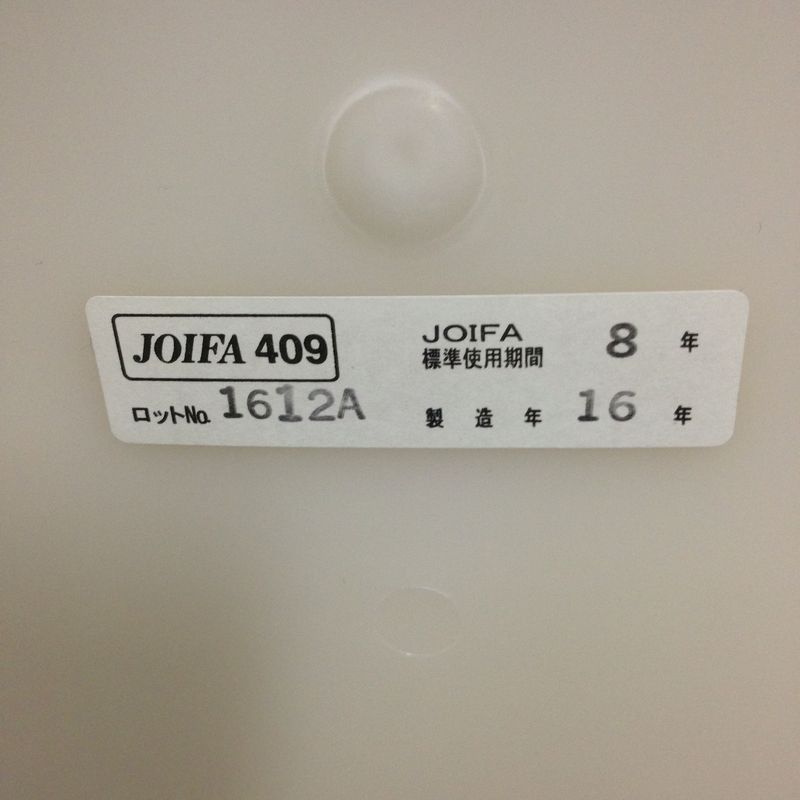 JOIFA 409
ロットNo. 1612A
JOIFA
標準使用期間 8 年
製造年 16 年